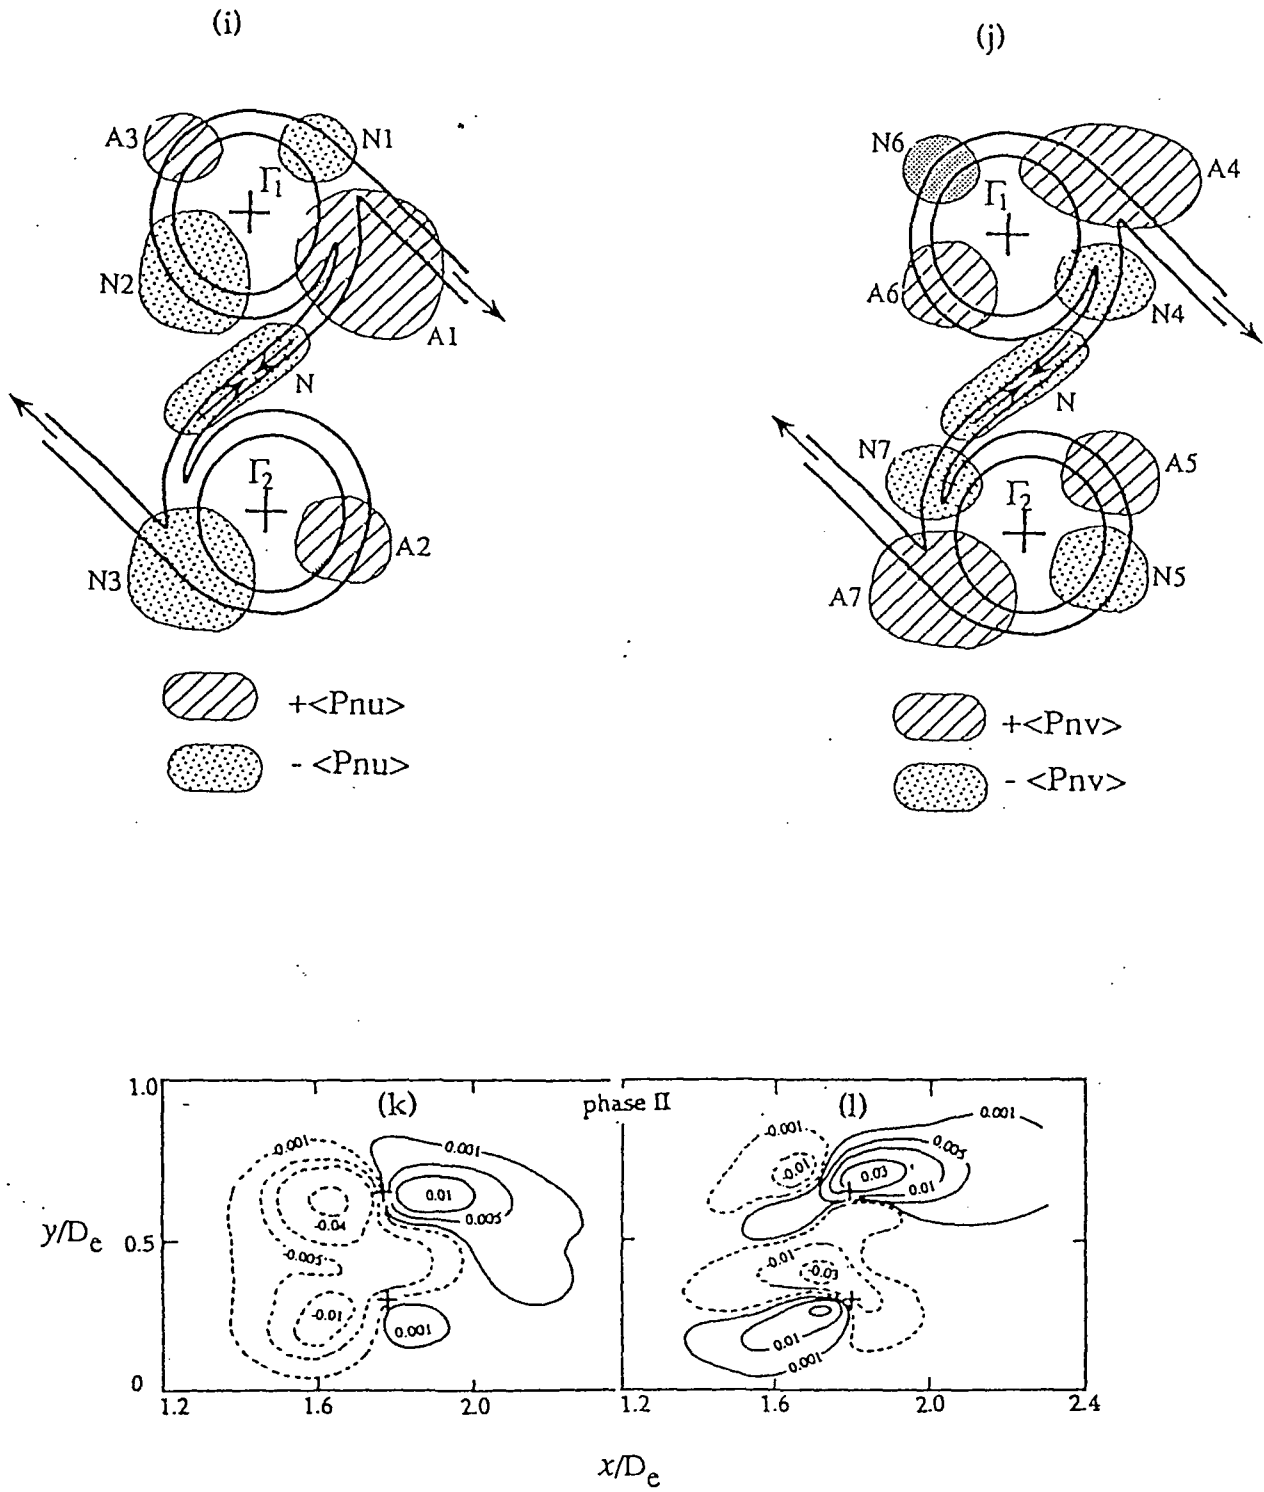 (i)
A3
N1
Γ1
N2
A1
N
Γ2
N3
A2
+<Pnu>
- <Pnu>
(j)
N6
A4
Γ1
A6
N4
N
N7
A5
Γ2
A7
N5
+<Pnv>
- <Pnv>
phase II
(k)
1.0
0.5
0
y/De
-0.001
0.001
0.01
-0.04
0.005
-0.005
-0.01
0.001
1.2
1.6
2.0
(l)
-0.001
0.001
-0.01
0.005
0.03
0.01
-0.01
-0.03
0.01
0.001
1.2
1.6
2.0
2.4
x/De